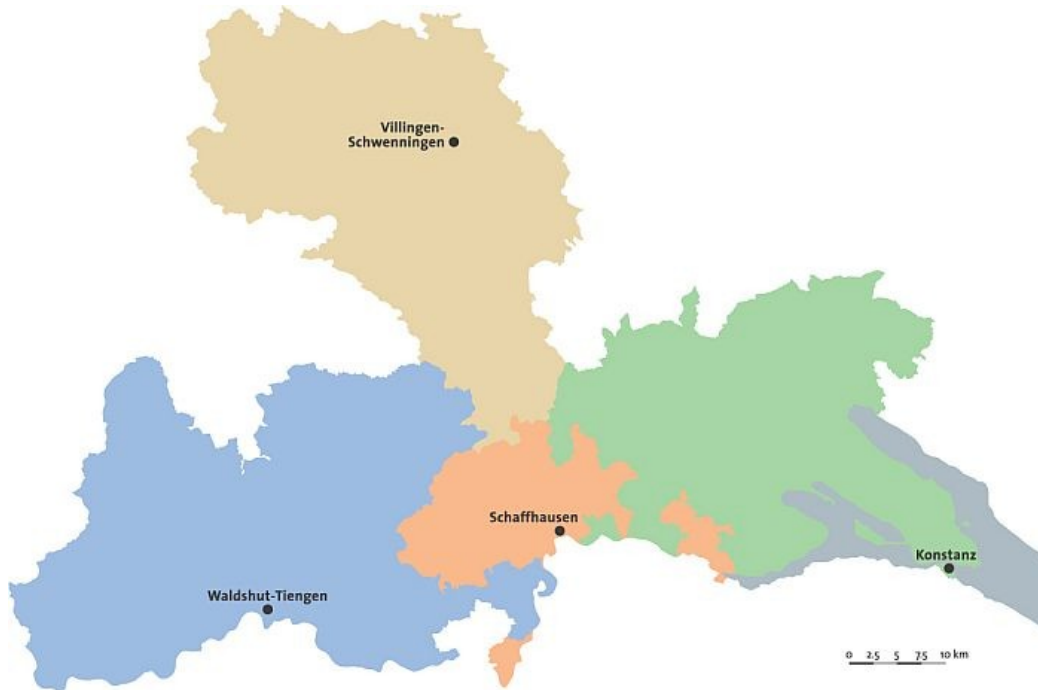 Villingen-
Schwenningen
Schaffhausen
Konstanz
Waldshut-Tiengen
0 2.5 5 7.5 10 km